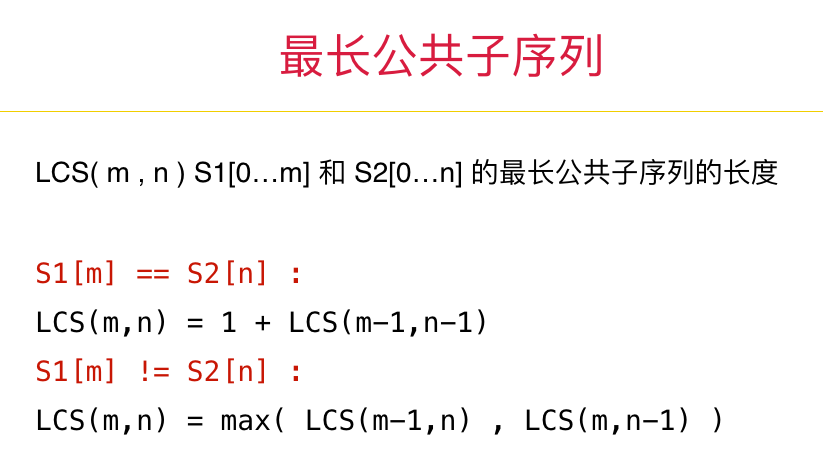 最长公共子序列
LCS( m , n ) S1[0…m] 和 S2[0…n] 的最长公共子序列的长度
S1[m] == S2[n] :
LCS(m,n) = 1 + LCS(m-1,n-1)
S1[m] != S2[n] :
LCS(m,n) = max( LCS(m-1,n) , LCS(m,n-1) )